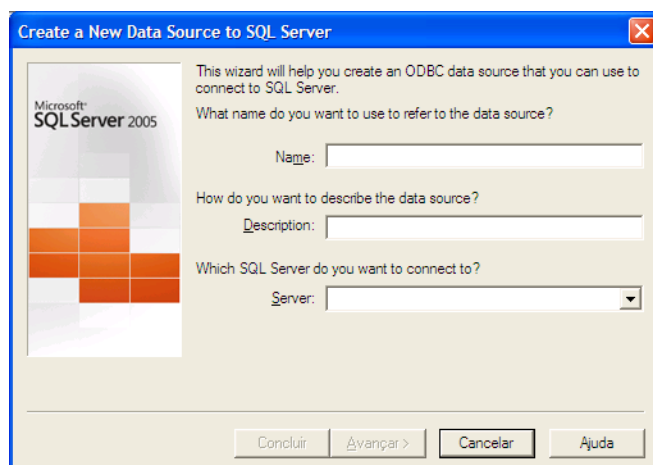 Create a New Data Source to SQL Server
Microsoft
SQL Server 2005
This wizard will help you create an ODBC data source that you can use to
connect to SQL Server.
What name do you want to use to refer to the data source?
Name:
How do you want to describe the data source?
Description:
Which SQL Server do you want to connect to?
Server:
Concluir
Avançar >
Cancelar
Ajuda